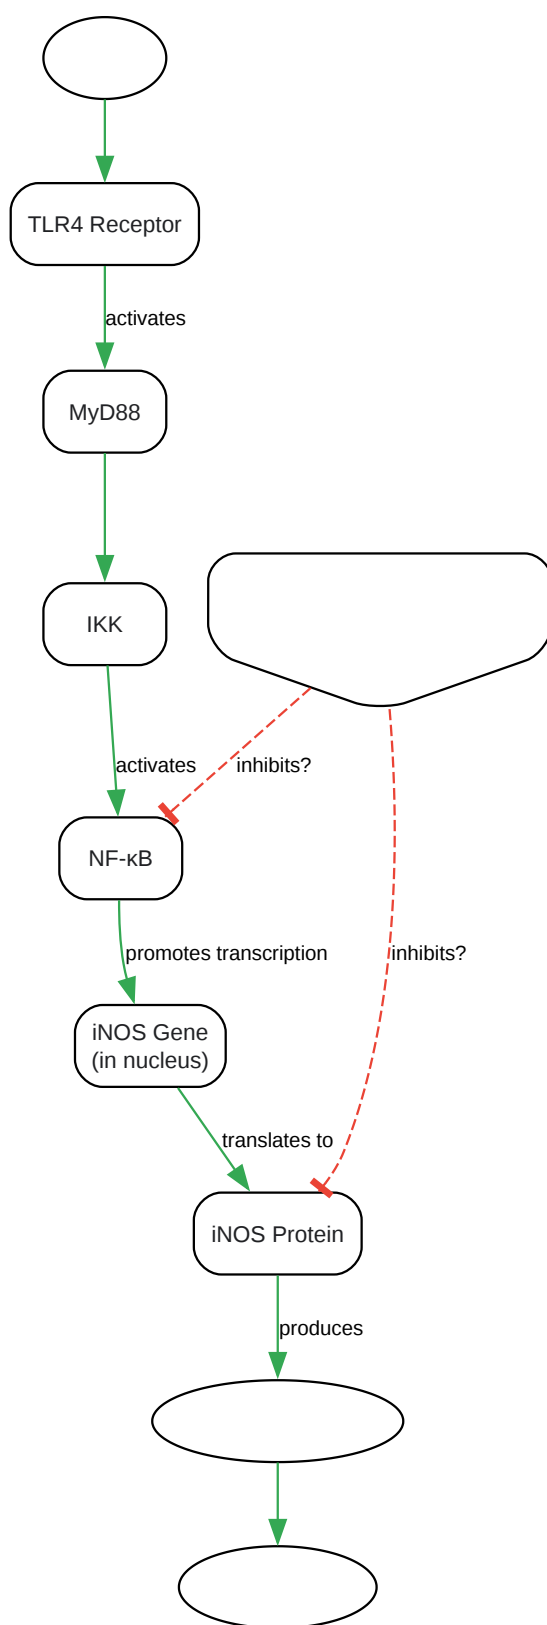 TLR4 Receptor
activates
MyD88
IKK
activates
inhibits?
NF-κB
promotes transcription
inhibits?
iNOS Gene
(in nucleus)
translates to
iNOS Protein
produces